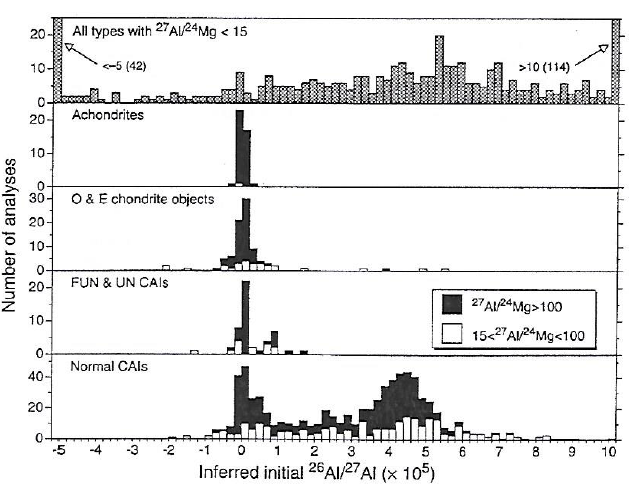 All types with ²⁷Al/²⁴Mg < 15
<–5 (42)
>10 (114)
20
10
0
Achondrites
20
10
0
O & E chondrite objects
30
20
10
0
FUN & UN CAIs
20
10
0
²⁷Al/²⁴Mg>100
15<²⁷Al/²⁴Mg<100
Normal CAIs
40
20
0
Number of analyses
-5 -4 -3 -2 -1 0 1 2 3 4 5 6 7 8 9 10
Inferred initial ²⁶Al/²⁷Al (× 10⁵)